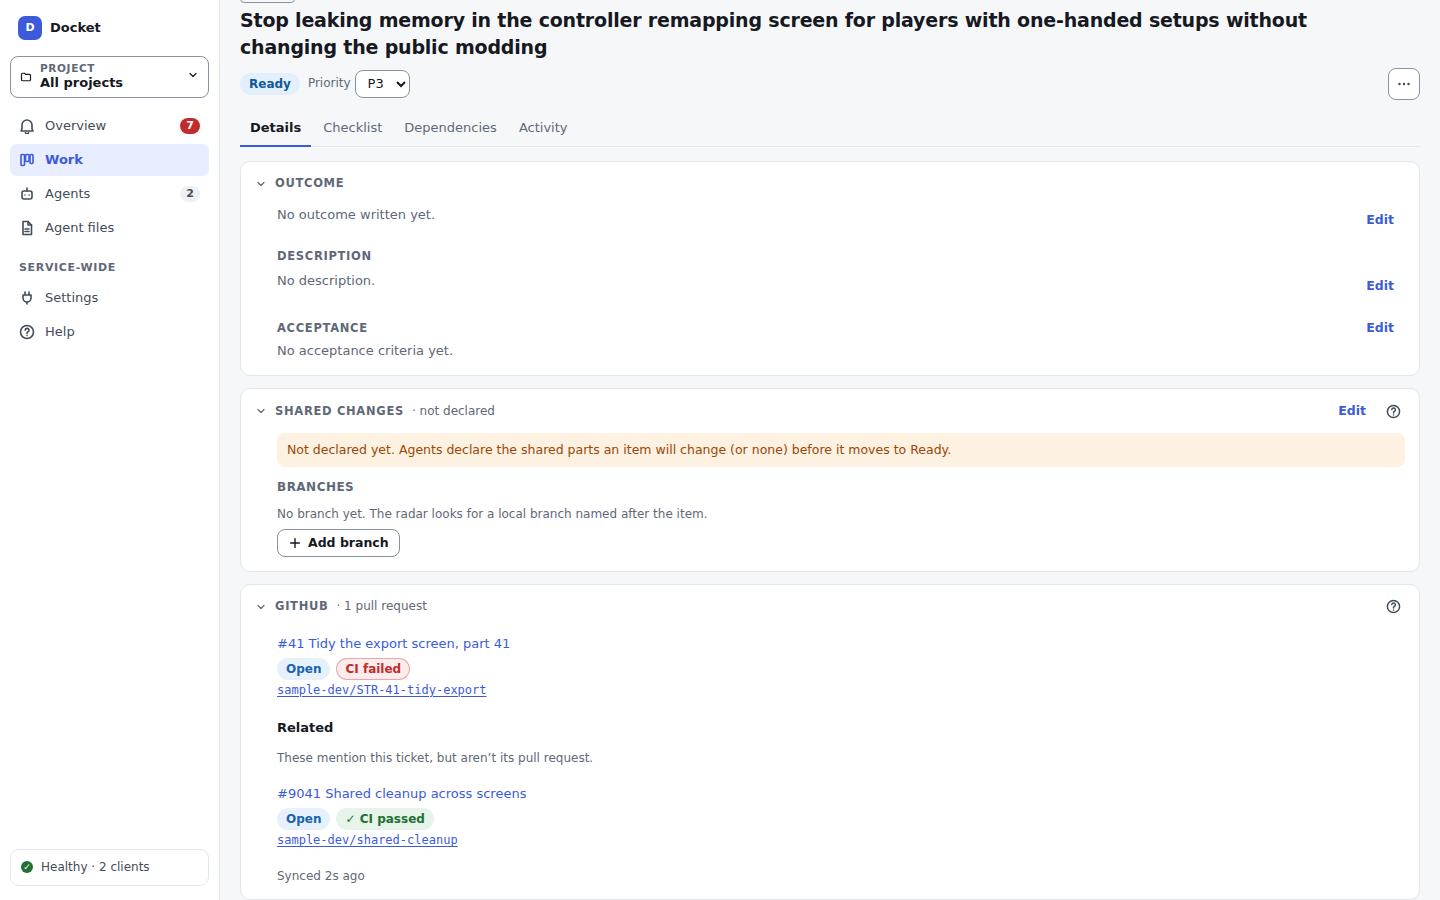 D Docket
PROJECT
All projects
Overview 7
Work
Agents 2
Agent files
SERVICE-WIDE
Settings
Help
✓ Healthy · 2 clients
Stop leaking memory in the controller remapping screen for players with one-handed setups without
changing the public modding
Ready Priority P3
Details Checklist Dependencies Activity
OUTCOME
No outcome written yet.
Edit
DESCRIPTION
No description.
Edit
ACCEPTANCE
Edit
No acceptance criteria yet.
SHARED CHANGES · not declared
Edit
Not declared yet. Agents declare the shared parts an item will change (or none) before it moves to Ready.
BRANCHES
No branch yet. The radar looks for a local branch named after the item.
+ Add branch
GITHUB · 1 pull request
#41 Tidy the export screen, part 41
Open CI failed
sample-dev/STR-41-tidy-export
Related
These mention this ticket, but aren’t its pull request.
#9041 Shared cleanup across screens
Open ✓ CI passed
sample-dev/shared-cleanup
Synced 2s ago